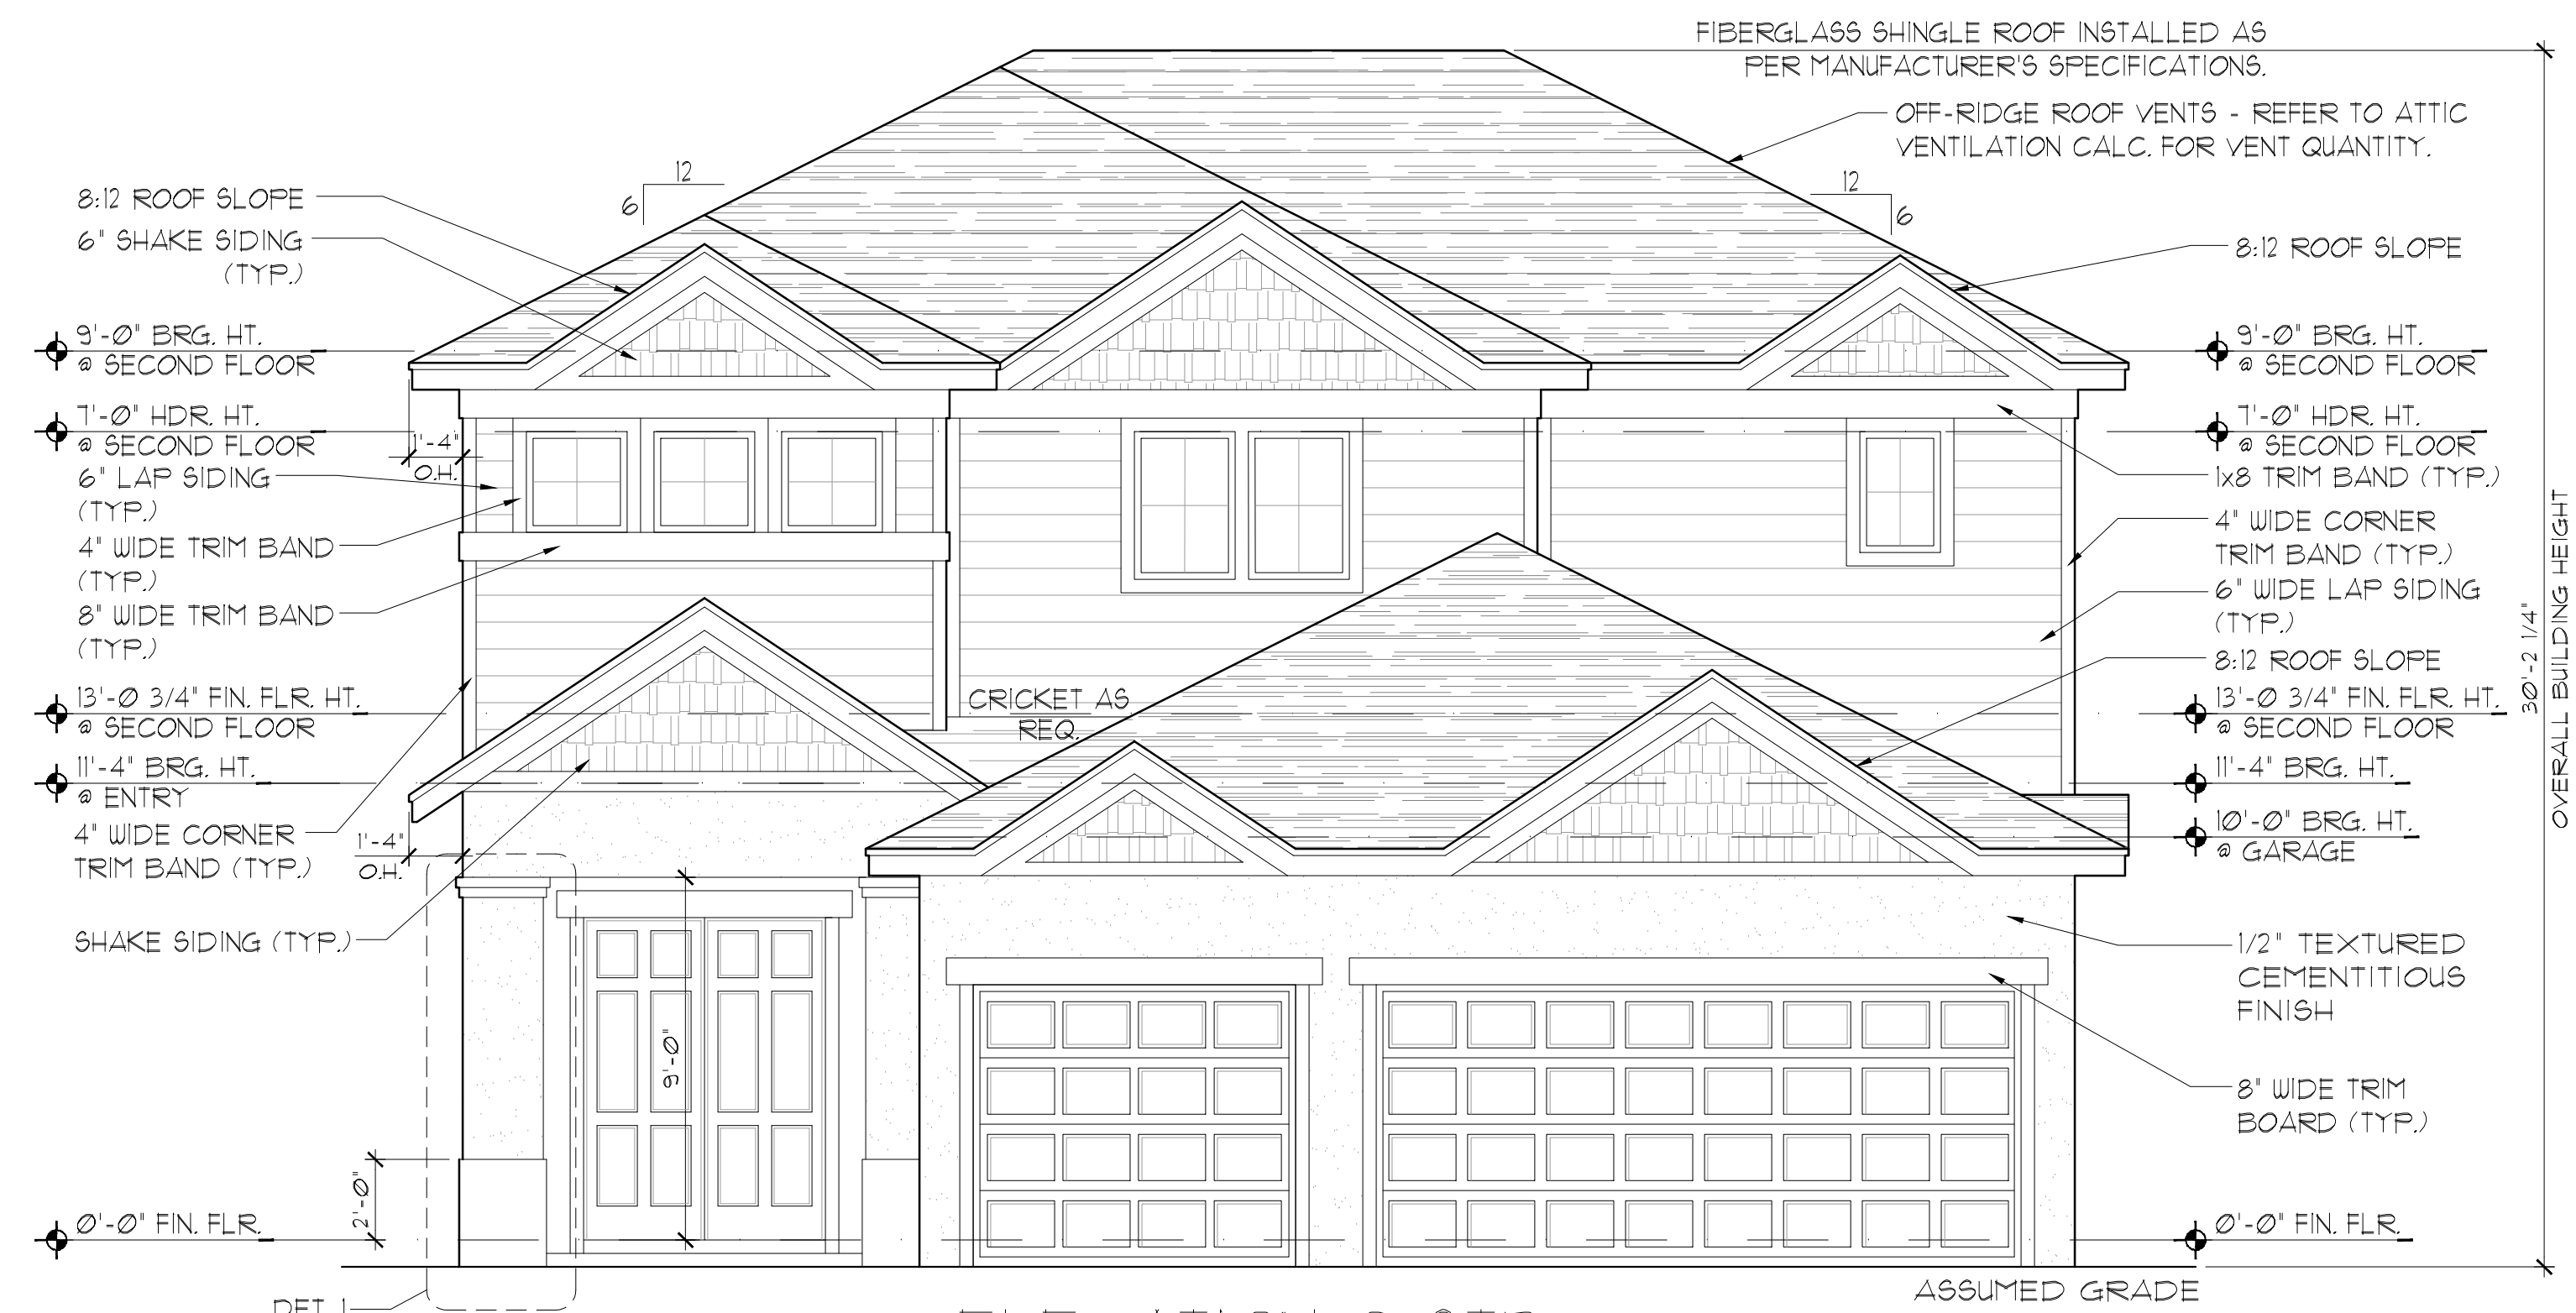 FIBERGLASS SHINGLE ROOF INSTALLED AS
PER MANUFACTURER'S SPECIFICATIONS.
OFF-RIDGE ROOF VENTS - REFER TO ATTIC
VENTILATION CALC. FOR VENT QUANTITY.
12
6
12
6
8:12 ROOF SLOPE
6" SHAKE SIDING
(TYP.)
9'-0" BRG. HT.
@ SECOND FLOOR
7'-0" HDR. HT.
@ SECOND FLOOR
1'-4"
O.H.
6" LAP SIDING
(TYP.)
4" WIDE TRIM BAND
(TYP.)
8" WIDE TRIM BAND
(TYP.)
13'-0 3/4" FIN. FLR. HT.
@ SECOND FLOOR
11'-4" BRG. HT.
@ ENTRY
4" WIDE CORNER
TRIM BAND (TYP.)
1'-4"
O.H.
SHAKE SIDING (TYP.)
2'-0"
0'-0" FIN. FLR.
DET. 1
9'-0"
CRICKET AS
REQ.
8:12 ROOF SLOPE
9'-0" BRG. HT.
@ SECOND FLOOR
7'-0" HDR. HT.
@ SECOND FLOOR
1x8 TRIM BAND (TYP.)
4" WIDE CORNER
TRIM BAND (TYP.)
6" WIDE LAP SIDING
(TYP.)
8:12 ROOF SLOPE
13'-0 3/4" FIN. FLR. HT.
@ SECOND FLOOR
11'-4" BRG. HT.
10'-0" BRG. HT.
@ GARAGE
1/2" TEXTURED
CEMENTITIOUS
FINISH
8" WIDE TRIM
BOARD (TYP.)
0'-0" FIN. FLR.
ASSUMED GRADE
30'-2 1/4"
OVERALL BUILDING HEIGHT